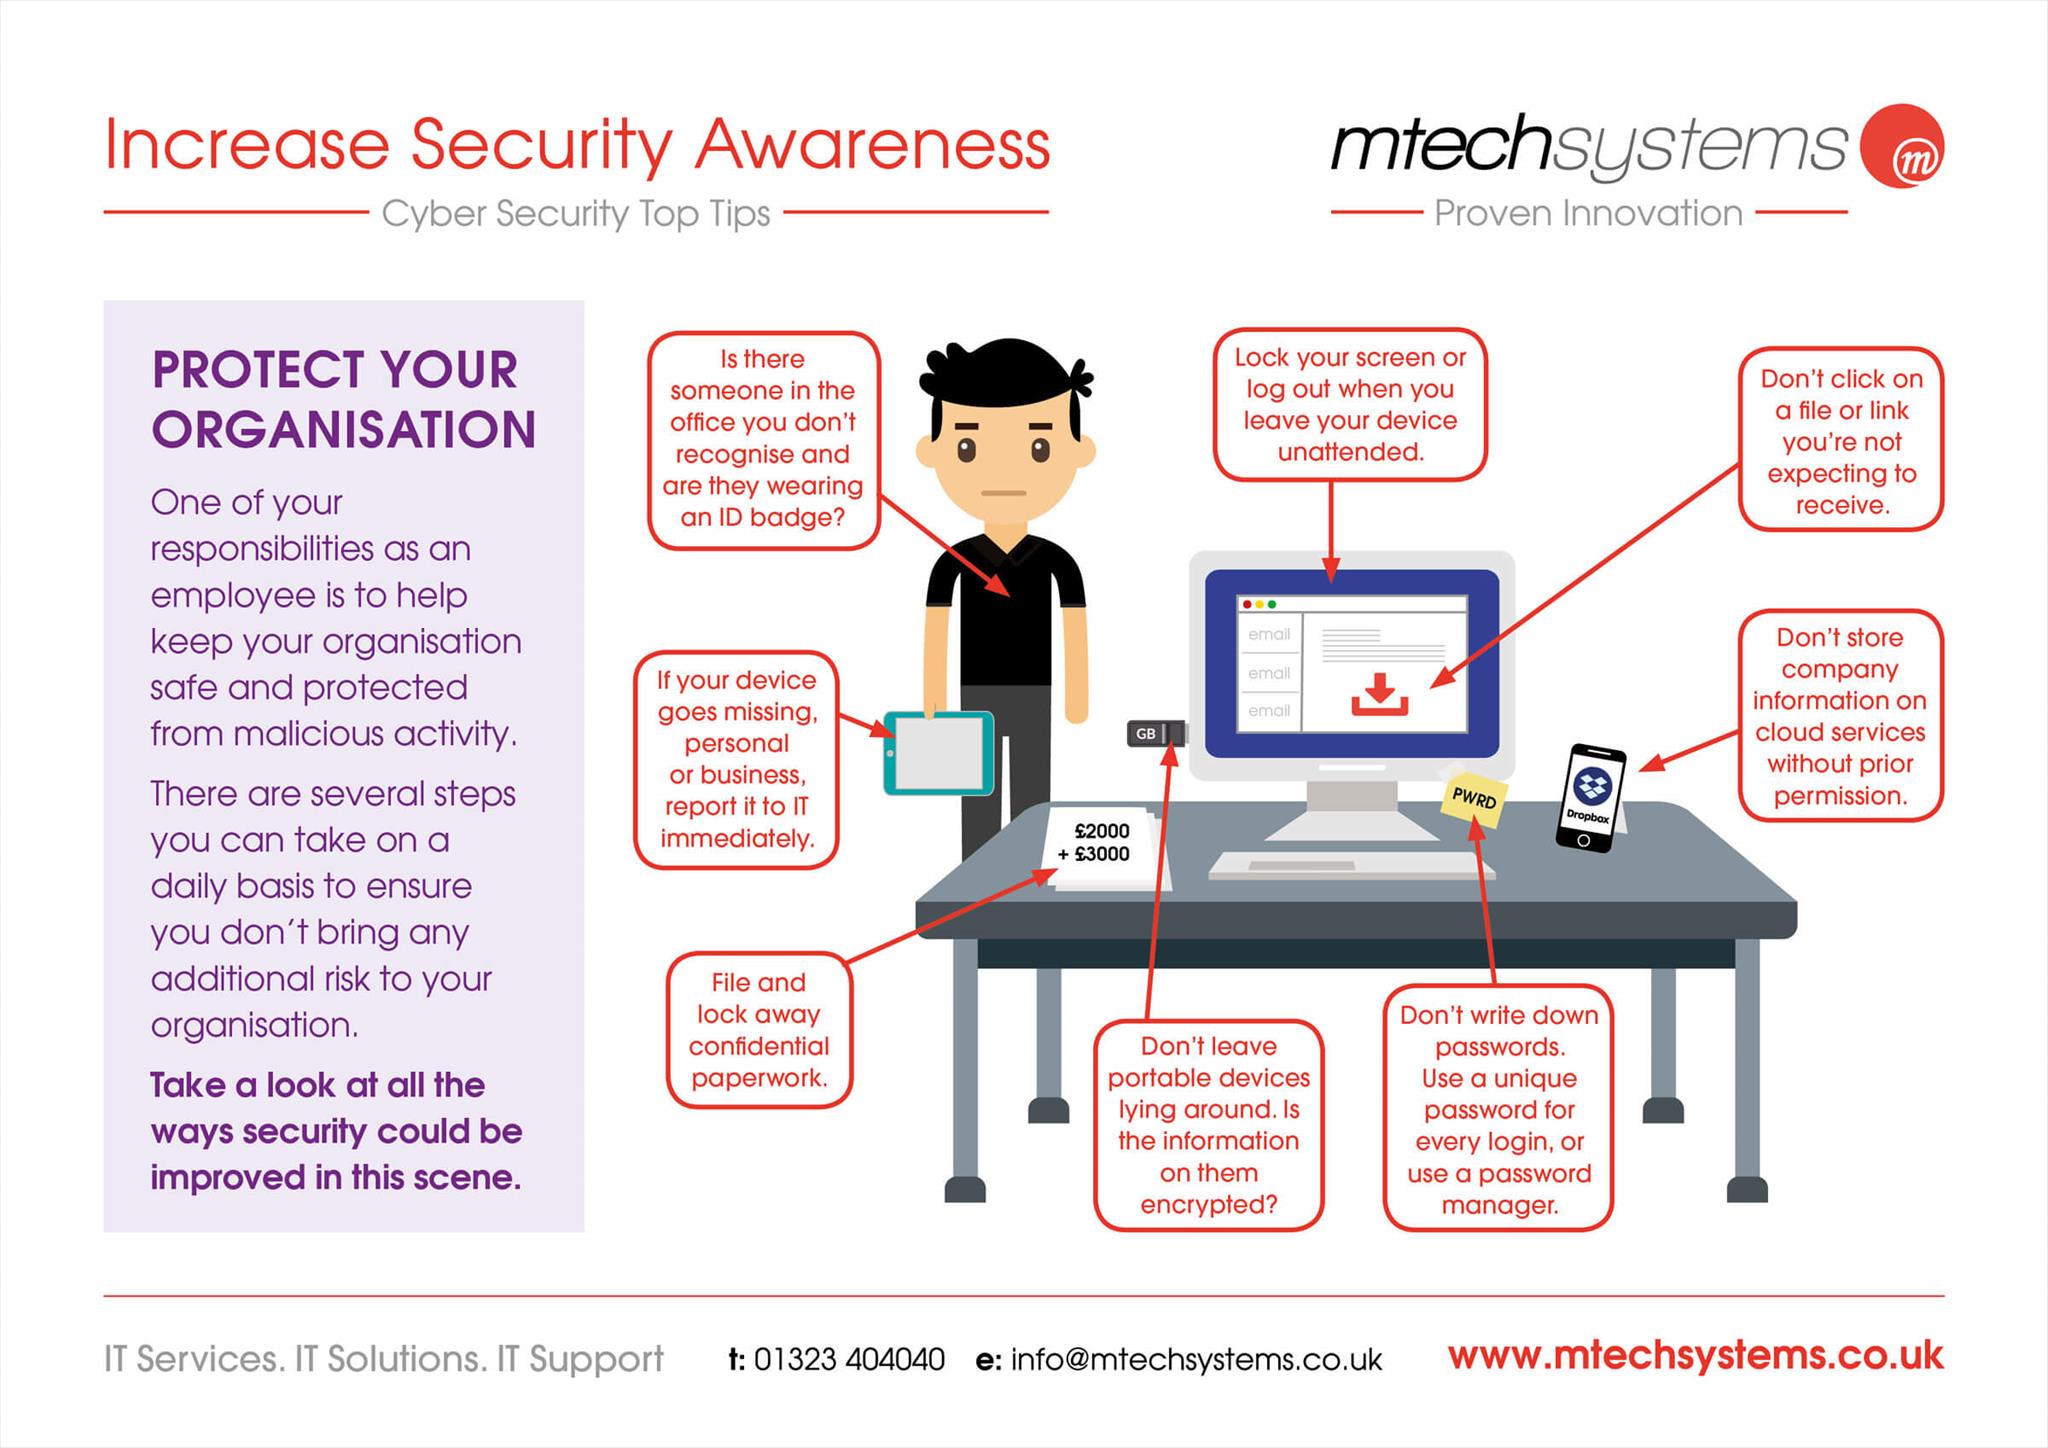 Increase Security Awareness
Cyber Security Top Tips
mtechsystems
m
Proven Innovation
PROTECT YOUR
ORGANISATION
One of your
responsibilities as an
employee is to help
keep your organisation
safe and protected
from malicious activity.
There are several steps
you can take on a
daily basis to ensure
you don't bring any
additional risk to your
organisation.
Take a look at all the
ways security could be
improved in this scene.
Is there
someone in the
office you don't
recognise and
are they wearing
an ID badge?
Lock your screen or
log out when you
leave your device
unattended.
Don't click on
a file or link
you're not
expecting to
receive.
If your device
goes missing,
personal
or business,
report it to IT
immediately.
email
email
email
GB
PWRD
Dropbox
£2000
+ £3000
Don't store
company
information on
cloud services
without prior
permission.
File and
lock away
confidential
paperwork.
Don't leave
portable devices
lying around. Is
the information
on them
encrypted?
Don't write down
passwords.
Use a unique
password for
every login, or
use a password
manager.
IT Services. IT Solutions. IT Support
t: 01323 404040 e: info@mtechsystems.co.uk
www.mtechsystems.co.uk